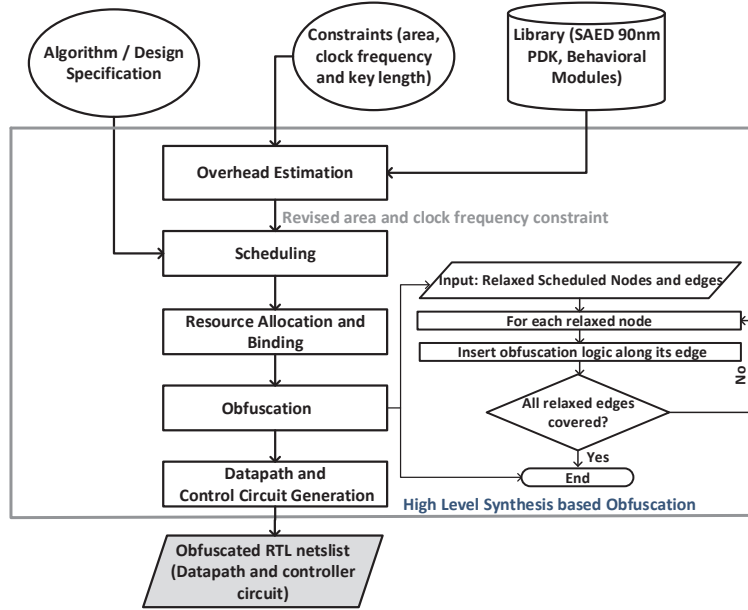 Algorithm / Design
Specification
Constraints (area,
clock frequency
and key length)
Library (SAED 90nm
PDK, Behavioral
Modules)
Overhead Estimation
Revised area and clock frequency constraint
Scheduling
Resource Allocation and
Binding
Obfuscation
Datapath and
Control Circuit Generation
Input: Relaxed Scheduled Nodes and edges
For each relaxed node
Insert obfuscation logic along its edge
All relaxed edges
covered?
No
Yes
End
High Level Synthesis based Obfuscation
Obfuscated RTL netslist
(Datapath and controller
circuit)